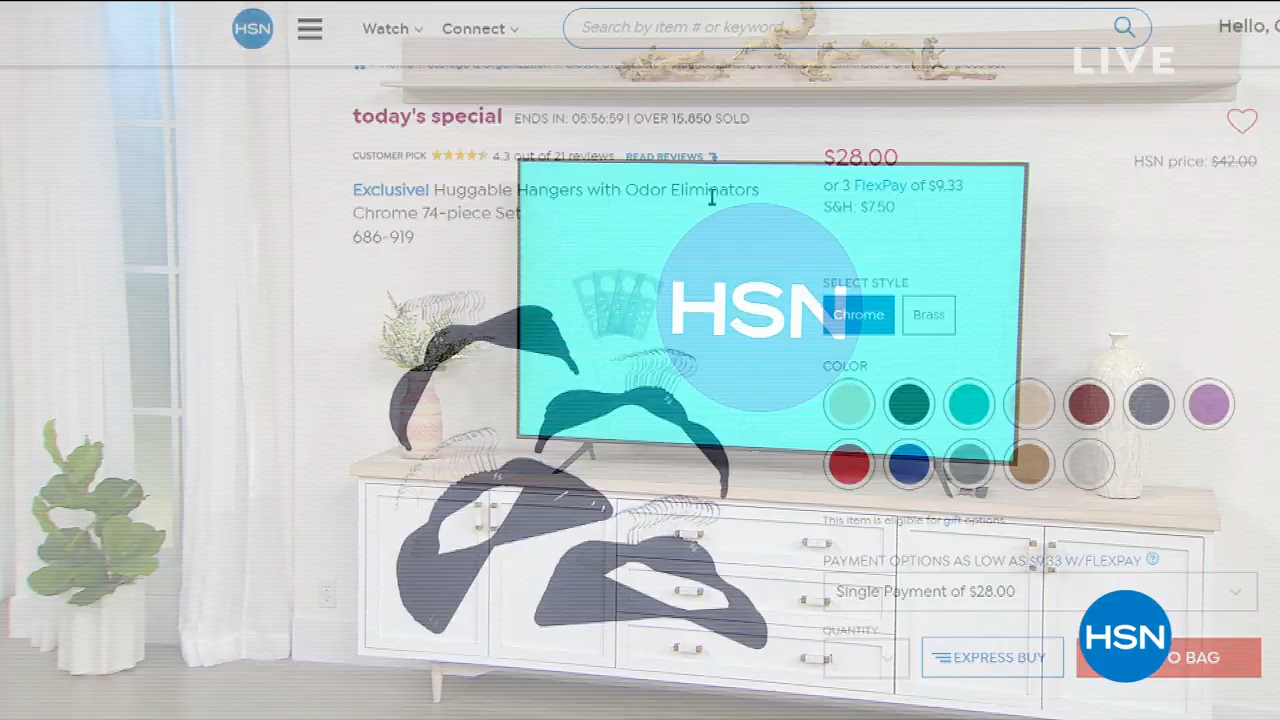 HSN
Watch
Connect
Search by item # or keyword
Hello,
LIVE
today's special ENDS IN: 05:56:59 | OVER 15,850 SOLD
CUSTOMER PICK 4.3 out of 21 reviews READ REVIEWS
$28.00
HSN price: $42.00
Exclusive! Huggable Hangers with Odor Eliminators
Chrome 74-piece Set
686-919
or 3 FlexPay of $9.33
S&H: $7.50
HSN
SELECT STYLE
Chrome
Brass
COLOR
This item is eligible for gift options
PAYMENT OPTIONS AS LOW AS $9.33 W/FLEXPAY
Single Payment of $28.00
QUANTITY
1
EXPRESS BUY
HSN
O BAG